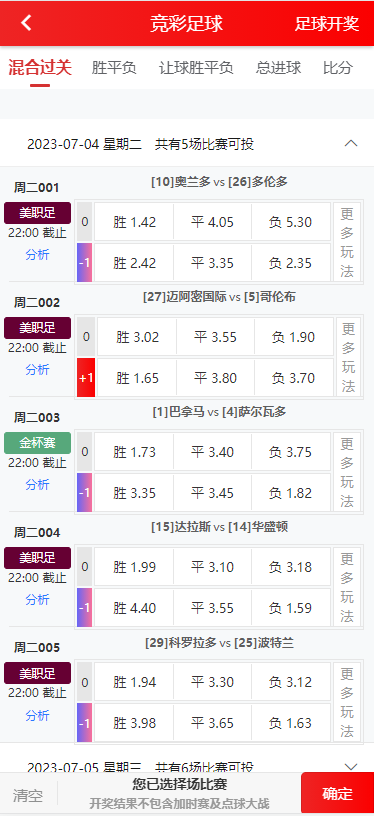 竞彩足球 足球开奖
混合过关 胜平负 让球胜平负 总进球 比分
2023-07-04 星期二 共有5场比赛可投
周二001 [10]奥兰多 vs [26]多伦多
美职足
22:00 截止
分析
0 胜 1.42 平 4.05 负 5.30
-1 胜 2.42 平 3.35 负 2.35
更多玩法
周二002 [27]迈阿密国际 vs [5]哥伦布
美职足
22:00 截止
分析
0 胜 3.02 平 3.55 负 1.90
+1 胜 1.65 平 3.80 负 3.70
更多玩法
周二003 [1]巴拿马 vs [4]萨尔瓦多
金杯赛
22:00 截止
分析
0 胜 1.73 平 3.40 负 3.75
-1 胜 3.35 平 3.45 负 1.82
更多玩法
周二004 [15]达拉斯 vs [14]华盛顿
美职足
22:00 截止
分析
0 胜 1.99 平 3.10 负 3.18
-1 胜 4.40 平 3.55 负 1.59
更多玩法
周二005 [29]科罗拉多 vs [25]波特兰
美职足
22:00 截止
分析
0 胜 1.94 平 3.30 负 3.12
-1 胜 3.98 平 3.65 负 1.63
更多玩法
2023-07-05 星期三 共有6场比赛可投
清空 您已选择场比赛 确定
开奖结果不包含加时赛及点球大战